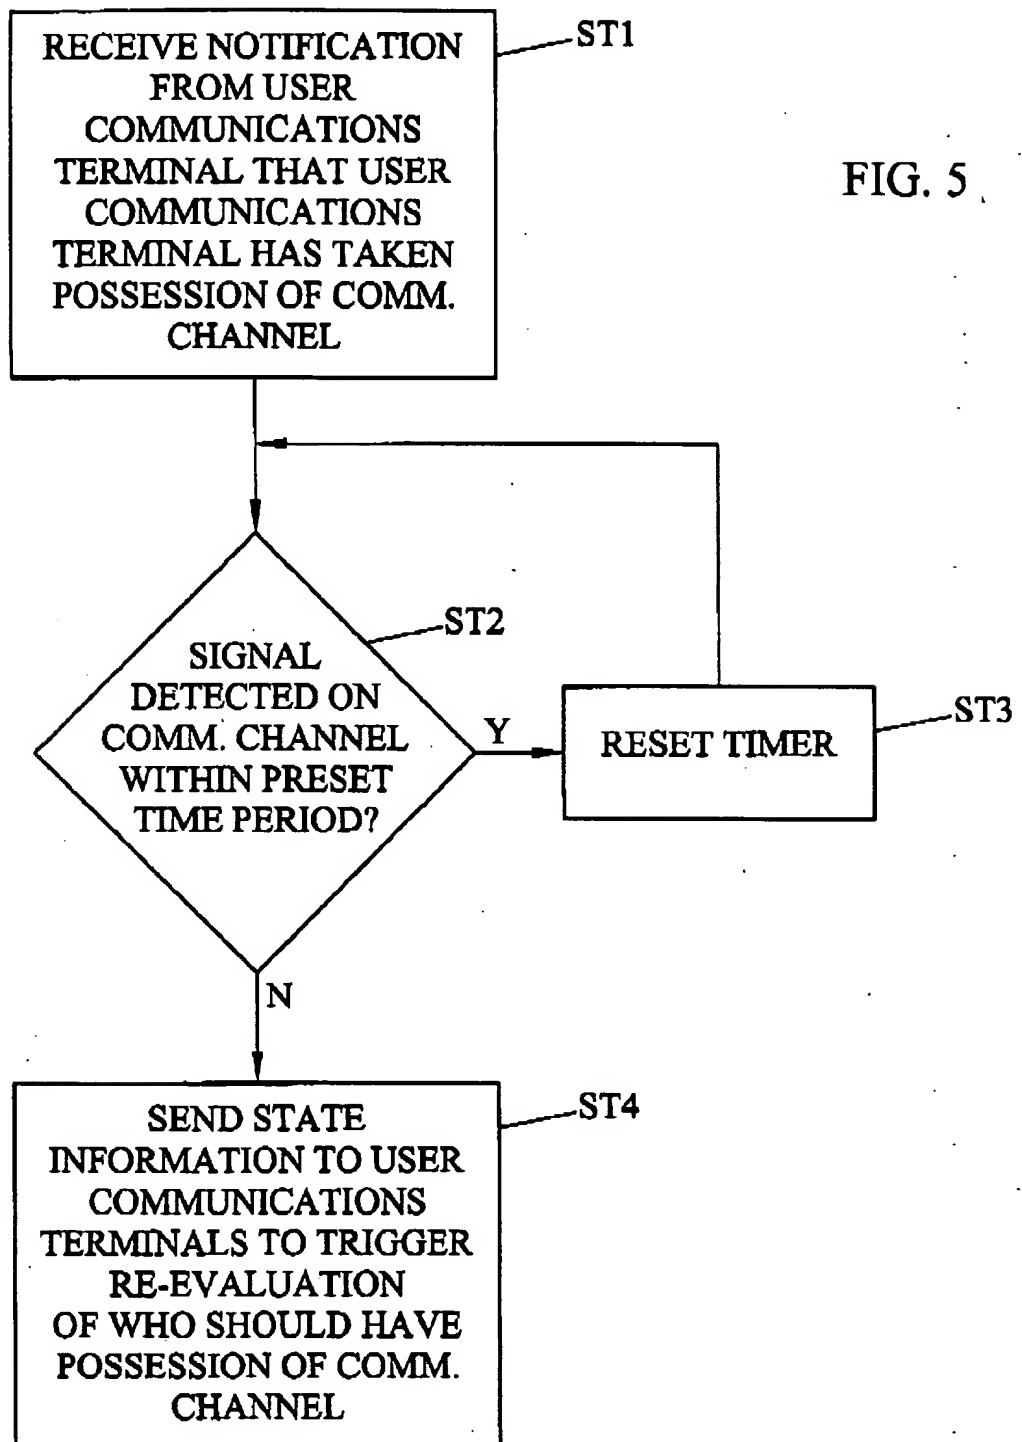 RECEIVE NOTIFICATION
FROM USER
COMMUNICATIONS
TERMINAL THAT USER
COMMUNICATIONS
TERMINAL HAS TAKEN
POSSESSION OF COMM.
CHANNEL
ST1
FIG. 5
SIGNAL
DETECTED ON
COMM. CHANNEL
WITHIN PRESET
TIME PERIOD?
ST2
Y
RESET TIMER
ST3
N
SEND STATE
INFORMATION TO USER
COMMUNICATIONS
TERMINALS TO TRIGGER
RE-EVALUATION
OF WHO SHOULD HAVE
POSSESSION OF COMM.
CHANNEL
ST4